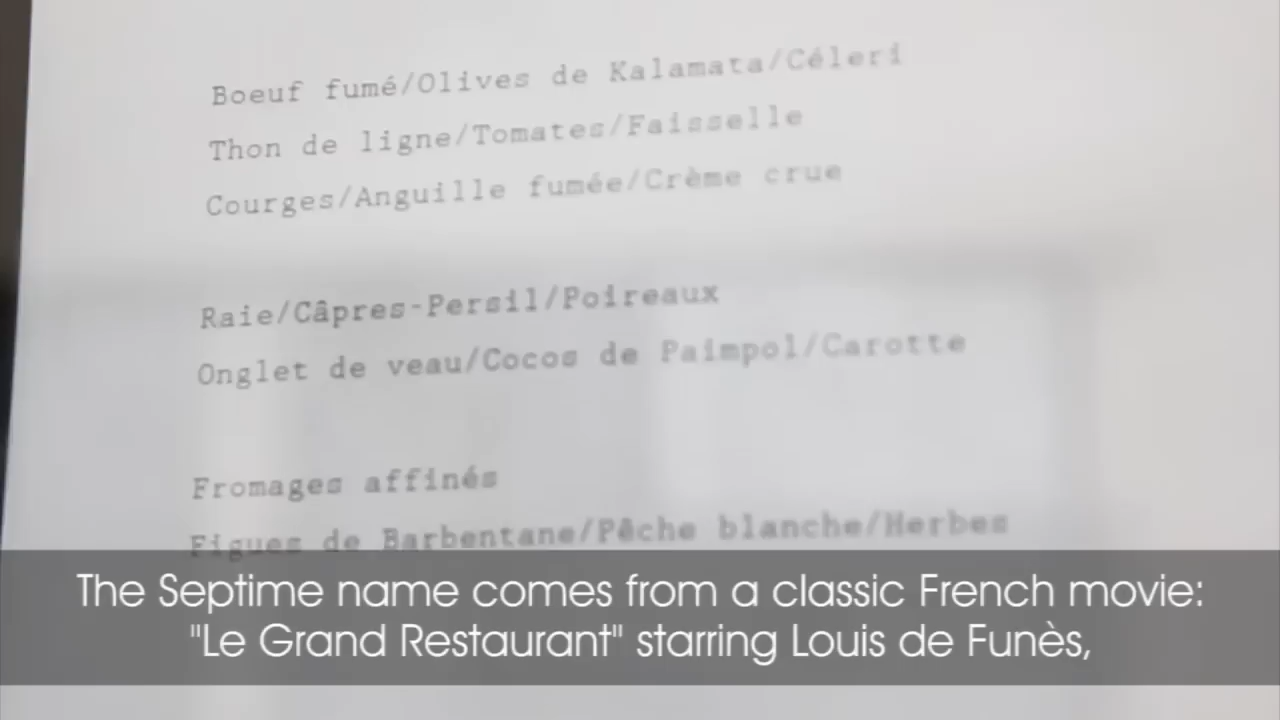 Boeuf fumé/Olives de Kalamata/Céleri
Thon de ligne/Tomates/Faisselle
Courges/Anguille fumée/Crème crue
Raie/Câpres-Persil/Poireaux
Onglet de veau/Cocos de Paimpol/Carotte
Fromages affinés
Figues de Barbentane/Pêche blanche/Herbes
The Septime name comes from a classic French movie:
"Le Grand Restaurant" starring Louis de Funès,